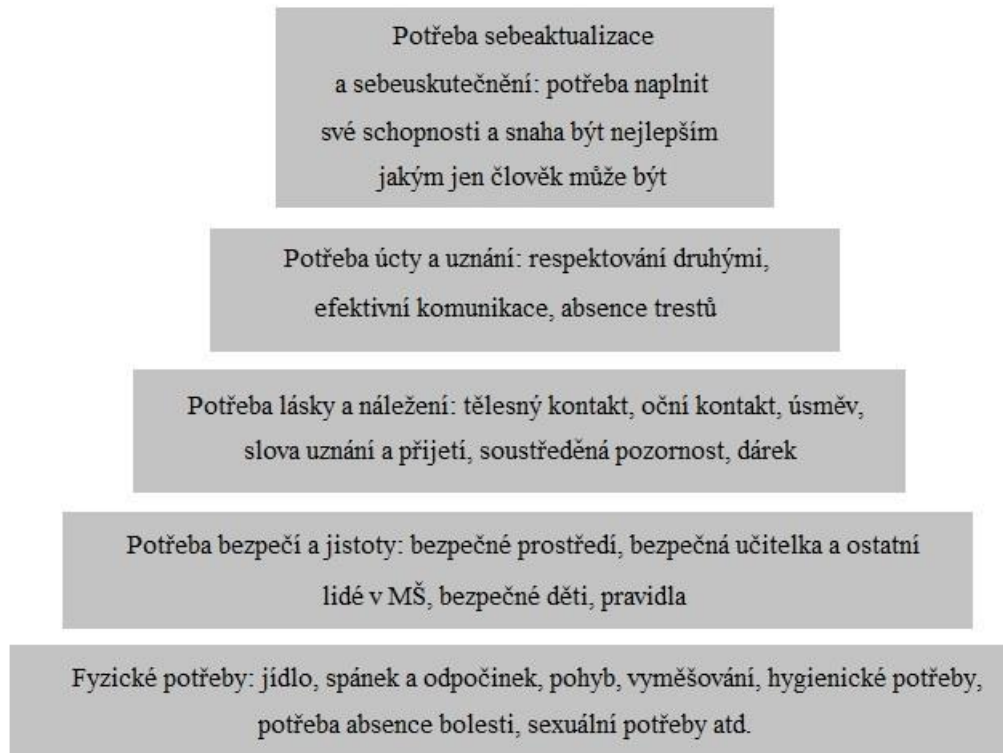 Potřeba sebeaktualizace
a sebeuskutečnění: potřeba naplnit
své schopnosti a snaha být nejlepším
jakým jen člověk může být
Potřeba úcty a uznání: respektování druhými,
efektivní komunikace, absence trestů
Potřeba lásky a náležení: tělesný kontakt, oční kontakt, úsměv,
slova uznání a přijetí, soustředěná pozornost, dárek
Potřeba bezpečí a jistoty: bezpečné prostředí, bezpečná učitelka a ostatní
lidé v MŠ, bezpečné děti, pravidla
Fyzické potřeby: jídlo, spánek a odpočinek, pohyb, vyměšování, hygienické potřeby,
potřeba absence bolesti, sexuální potřeby atd.